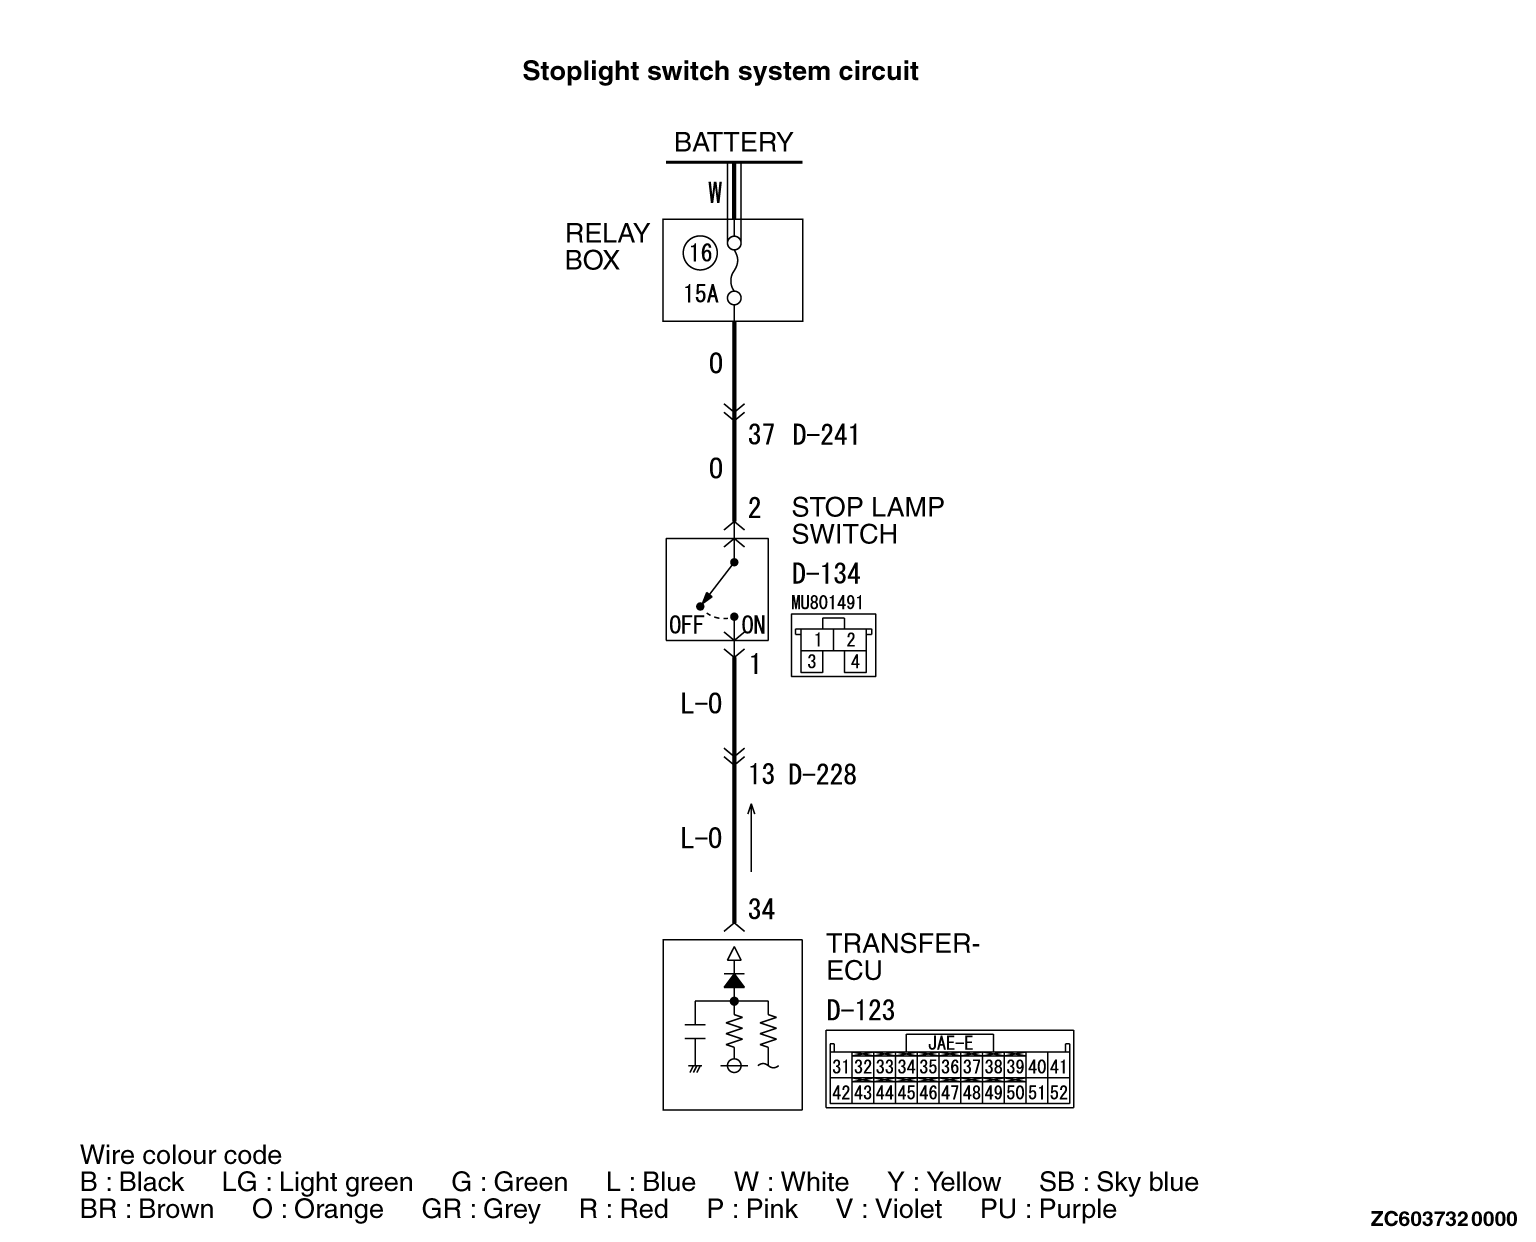 Stoplight switch system circuit
BATTERY
W
RELAY
BOX
16
15A
O
37 D-241
O
2
STOP LAMP
SWITCH
D-134
MU801491
OFF ON
1 2
3 4
1
L-O
13 D-228
L-O
34
TRANSFER-
ECU
D-123
JAE-E
31 32 33 34 35 36 37 38 39 40 41
42 43 44 45 46 47 48 49 50 51 52
Wire colour code
B : Black LG : Light green G : Green L : Blue W : White Y : Yellow SB : Sky blue
BR : Brown O : Orange GR : Grey R : Red P : Pink V : Violet PU : Purple
ZC6037320000